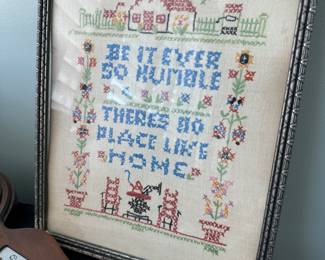 BE IT EVER
SO HUMBLE
THERES NO
PLACE LIKE
HOME